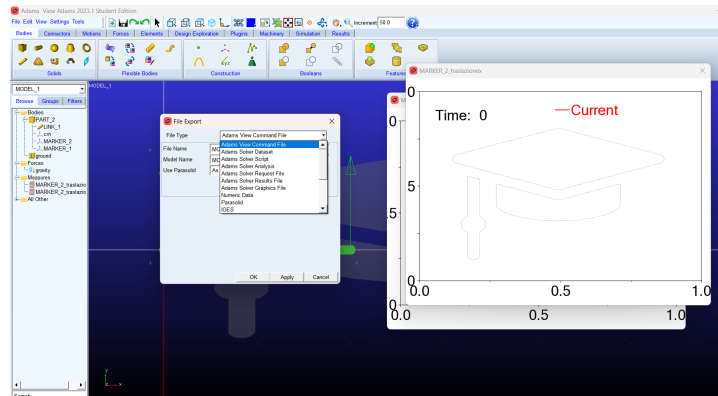 Adams View Adams 2023.1 Student Edition
File Edit View Settings Tools
Increment 50.0
Bodies Connectors Motions Forces Elements Design Exploration Plugins Machinery Simulation Results
Solids Flexible Bodies Construction Booleans Features
MODEL_1
Browse Groups Filters
Bodies
PART_2
LINK_1
cm
MARKER_2
MARKER_1
ground
Forces
gravity
Measures
MARKER_2_traslazio
MARKER_2_traslazio
All Other
MODEL_1
File Export
File Type Adams View Command File
File Name MO
Model Name MO
Use Parasolid As
Adams View Command File
Adams Solver Dataset
Adams Solver Script
Adams Solver Analysis
Adams Solver Request File
Adams Solver Results File
Adams Solver Graphics File
Numeric Data
Parasolid
IGES
OK Apply Cancel
MARKER_2_traslazionex
Time: 0
Current
0
5
0
0.0 0.5 1.0
M
0
.5
0
0.0 0.5 1.0
y
x